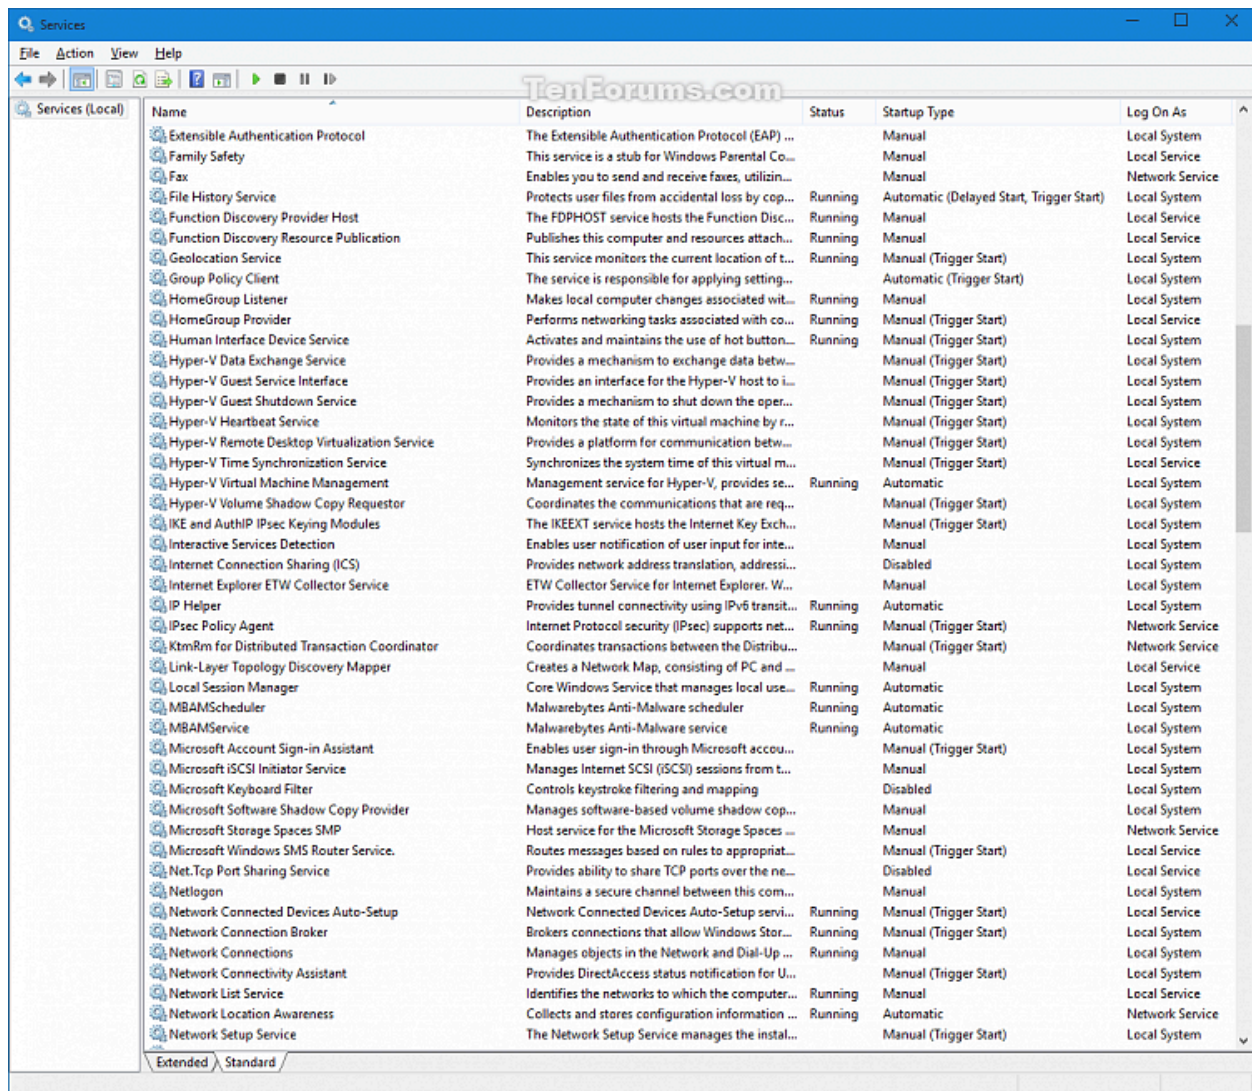 Services
File Action View Help
TenForums.com
Services (Local)
Name Description Status Startup Type Log On As
Extensible Authentication Protocol The Extensible Authentication Protocol (EAP) ... Manual Local System
Family Safety This service is a stub for Windows Parental Co... Manual Local Service
Fax Enables you to send and receive faxes, utilizin... Manual Network Service
File History Service Protects user files from accidental loss by cop... Running Automatic (Delayed Start, Trigger Start) Local System
Function Discovery Provider Host The FDPHOST service hosts the Function Disc... Running Manual Local Service
Function Discovery Resource Publication Publishes this computer and resources attach... Running Manual Local Service
Geolocation Service This service monitors the current location of t... Running Manual (Trigger Start) Local System
Group Policy Client The service is responsible for applying setting... Automatic (Trigger Start) Local System
HomeGroup Listener Makes local computer changes associated wit... Running Manual Local System
HomeGroup Provider Performs networking tasks associated with co... Running Manual (Trigger Start) Local Service
Human Interface Device Service Activates and maintains the use of hot button... Running Manual (Trigger Start) Local System
Hyper-V Data Exchange Service Provides a mechanism to exchange data betw... Manual (Trigger Start) Local System
Hyper-V Guest Service Interface Provides an interface for the Hyper-V host to i... Manual (Trigger Start) Local System
Hyper-V Guest Shutdown Service Provides a mechanism to shut down the oper... Manual (Trigger Start) Local System
Hyper-V Heartbeat Service Monitors the state of this virtual machine by r... Manual (Trigger Start) Local System
Hyper-V Remote Desktop Virtualization Service Provides a platform for communication betw... Manual (Trigger Start) Local System
Hyper-V Time Synchronization Service Synchronizes the system time of this virtual m... Manual (Trigger Start) Local Service
Hyper-V Virtual Machine Management Management service for Hyper-V, provides se... Running Automatic Local System
Hyper-V Volume Shadow Copy Requestor Coordinates the communications that are req... Manual (Trigger Start) Local System
IKE and AuthIP IPsec Keying Modules The IKEEXT service hosts the Internet Key Exch... Manual (Trigger Start) Local System
Interactive Services Detection Enables user notification of user input for inte... Manual Local System
Internet Connection Sharing (ICS) Provides network address translation, addressi... Disabled Local System
Internet Explorer ETW Collector Service ETW Collector Service for Internet Explorer. W... Manual Local System
IP Helper Provides tunnel connectivity using IPv6 transit... Running Automatic Local System
IPsec Policy Agent Internet Protocol security (IPsec) supports net... Running Manual (Trigger Start) Network Service
KtmRm for Distributed Transaction Coordinator Coordinates transactions between the Distribu... Manual (Trigger Start) Network Service
Link-Layer Topology Discovery Mapper Creates a Network Map, consisting of PC and ... Manual Local Service
Local Session Manager Core Windows Service that manages local use... Running Automatic Local System
MBAMScheduler Malwarebytes Anti-Malware scheduler Running Automatic Local System
MBAMService Malwarebytes Anti-Malware service Running Automatic Local System
Microsoft Account Sign-in Assistant Enables user sign-in through Microsoft accou... Manual (Trigger Start) Local System
Microsoft iSCSI Initiator Service Manages Internet SCSI (iSCSI) sessions from t... Manual Local System
Microsoft Keyboard Filter Controls keystroke filtering and mapping Disabled Local System
Microsoft Software Shadow Copy Provider Manages software-based volume shadow cop... Manual Local System
Microsoft Storage Spaces SMP Host service for the Microsoft Storage Spaces ... Manual Network Service
Microsoft Windows SMS Router Service. Routes messages based on rules to appropriat... Manual (Trigger Start) Local Service
Net.Tcp Port Sharing Service Provides ability to share TCP ports over the ne... Disabled Local Service
Netlogon Maintains a secure channel between this com... Manual Local System
Network Connected Devices Auto-Setup Network Connected Devices Auto-Setup servi... Running Manual (Trigger Start) Local Service
Network Connection Broker Brokers connections that allow Windows Stor... Running Manual (Trigger Start) Local System
Network Connections Manages objects in the Network and Dial-Up ... Running Manual Local System
Network Connectivity Assistant Provides DirectAccess status notification for U... Manual (Trigger Start) Local System
Network List Service Identifies the networks to which the computer... Running Manual Local Service
Network Location Awareness Collects and stores configuration information ... Running Automatic Network Service
Network Setup Service The Network Setup Service manages the instal... Manual (Trigger Start) Local System
Extended Standard